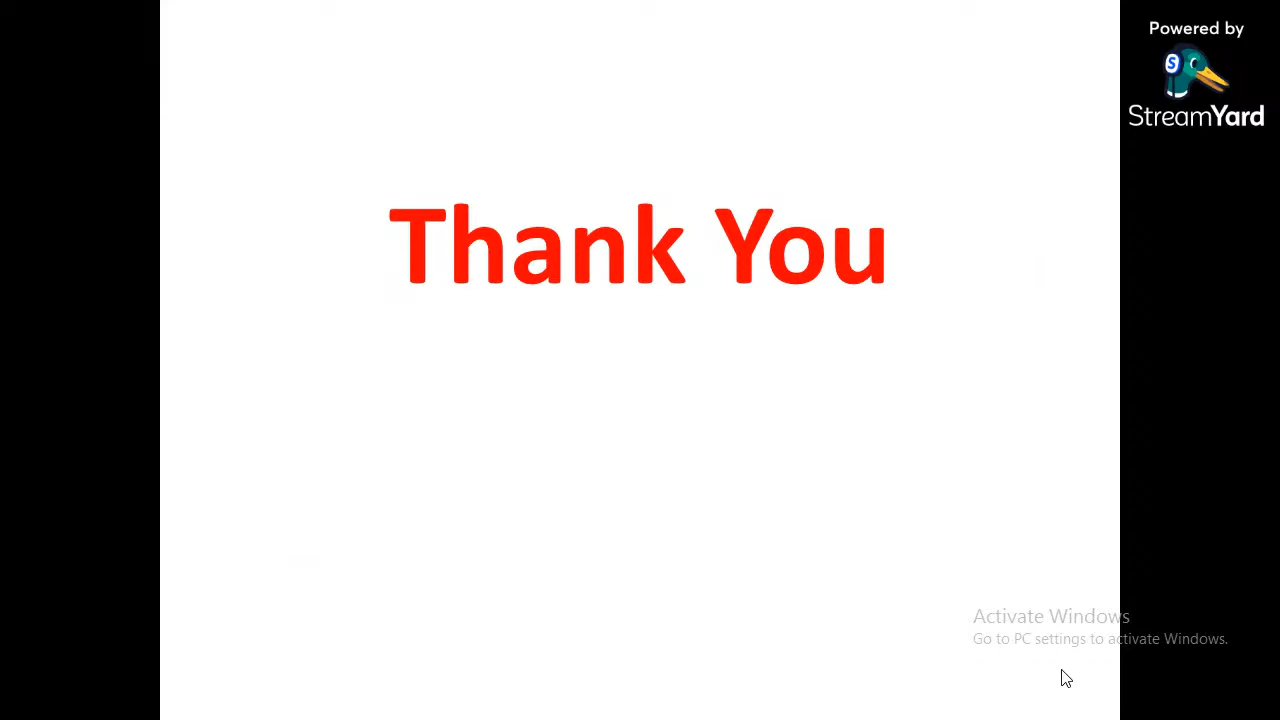 Powered by
S
StreamYard
Thank You
Activate Windows
Go to PC settings to activate Windows.